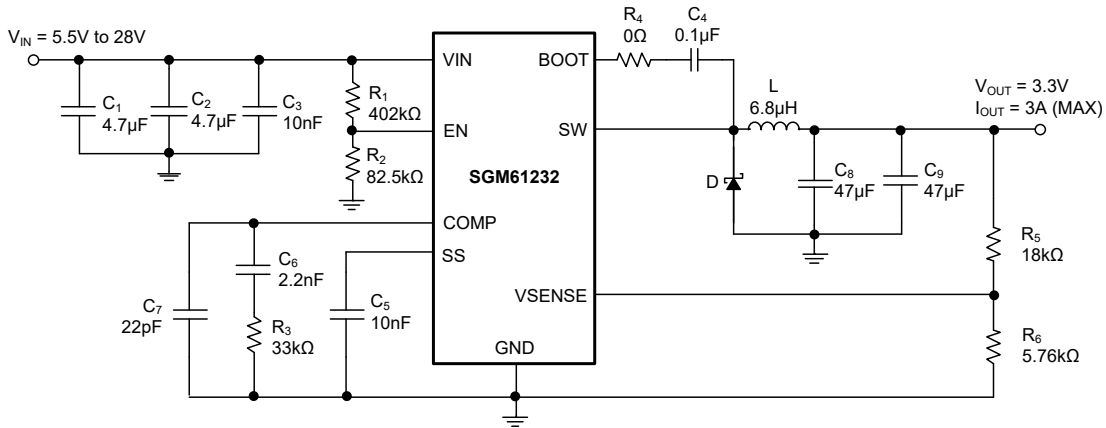 V_IN = 5.5V to 28V
C1
4.7µF
C2
4.7µF
C3
10nF
R1
402kΩ
R2
82.5kΩ
VIN
EN
COMP
SS
GND
BOOT
SW
VSENSE
SGM61232
R4
0Ω
C4
0.1µF
L
6.8µH
V_OUT = 3.3V
I_OUT = 3A (MAX)
D
C8
47µF
C9
47µF
R5
18kΩ
R6
5.76kΩ
C7
22pF
C6
2.2nF
R3
33kΩ
C5
10nF